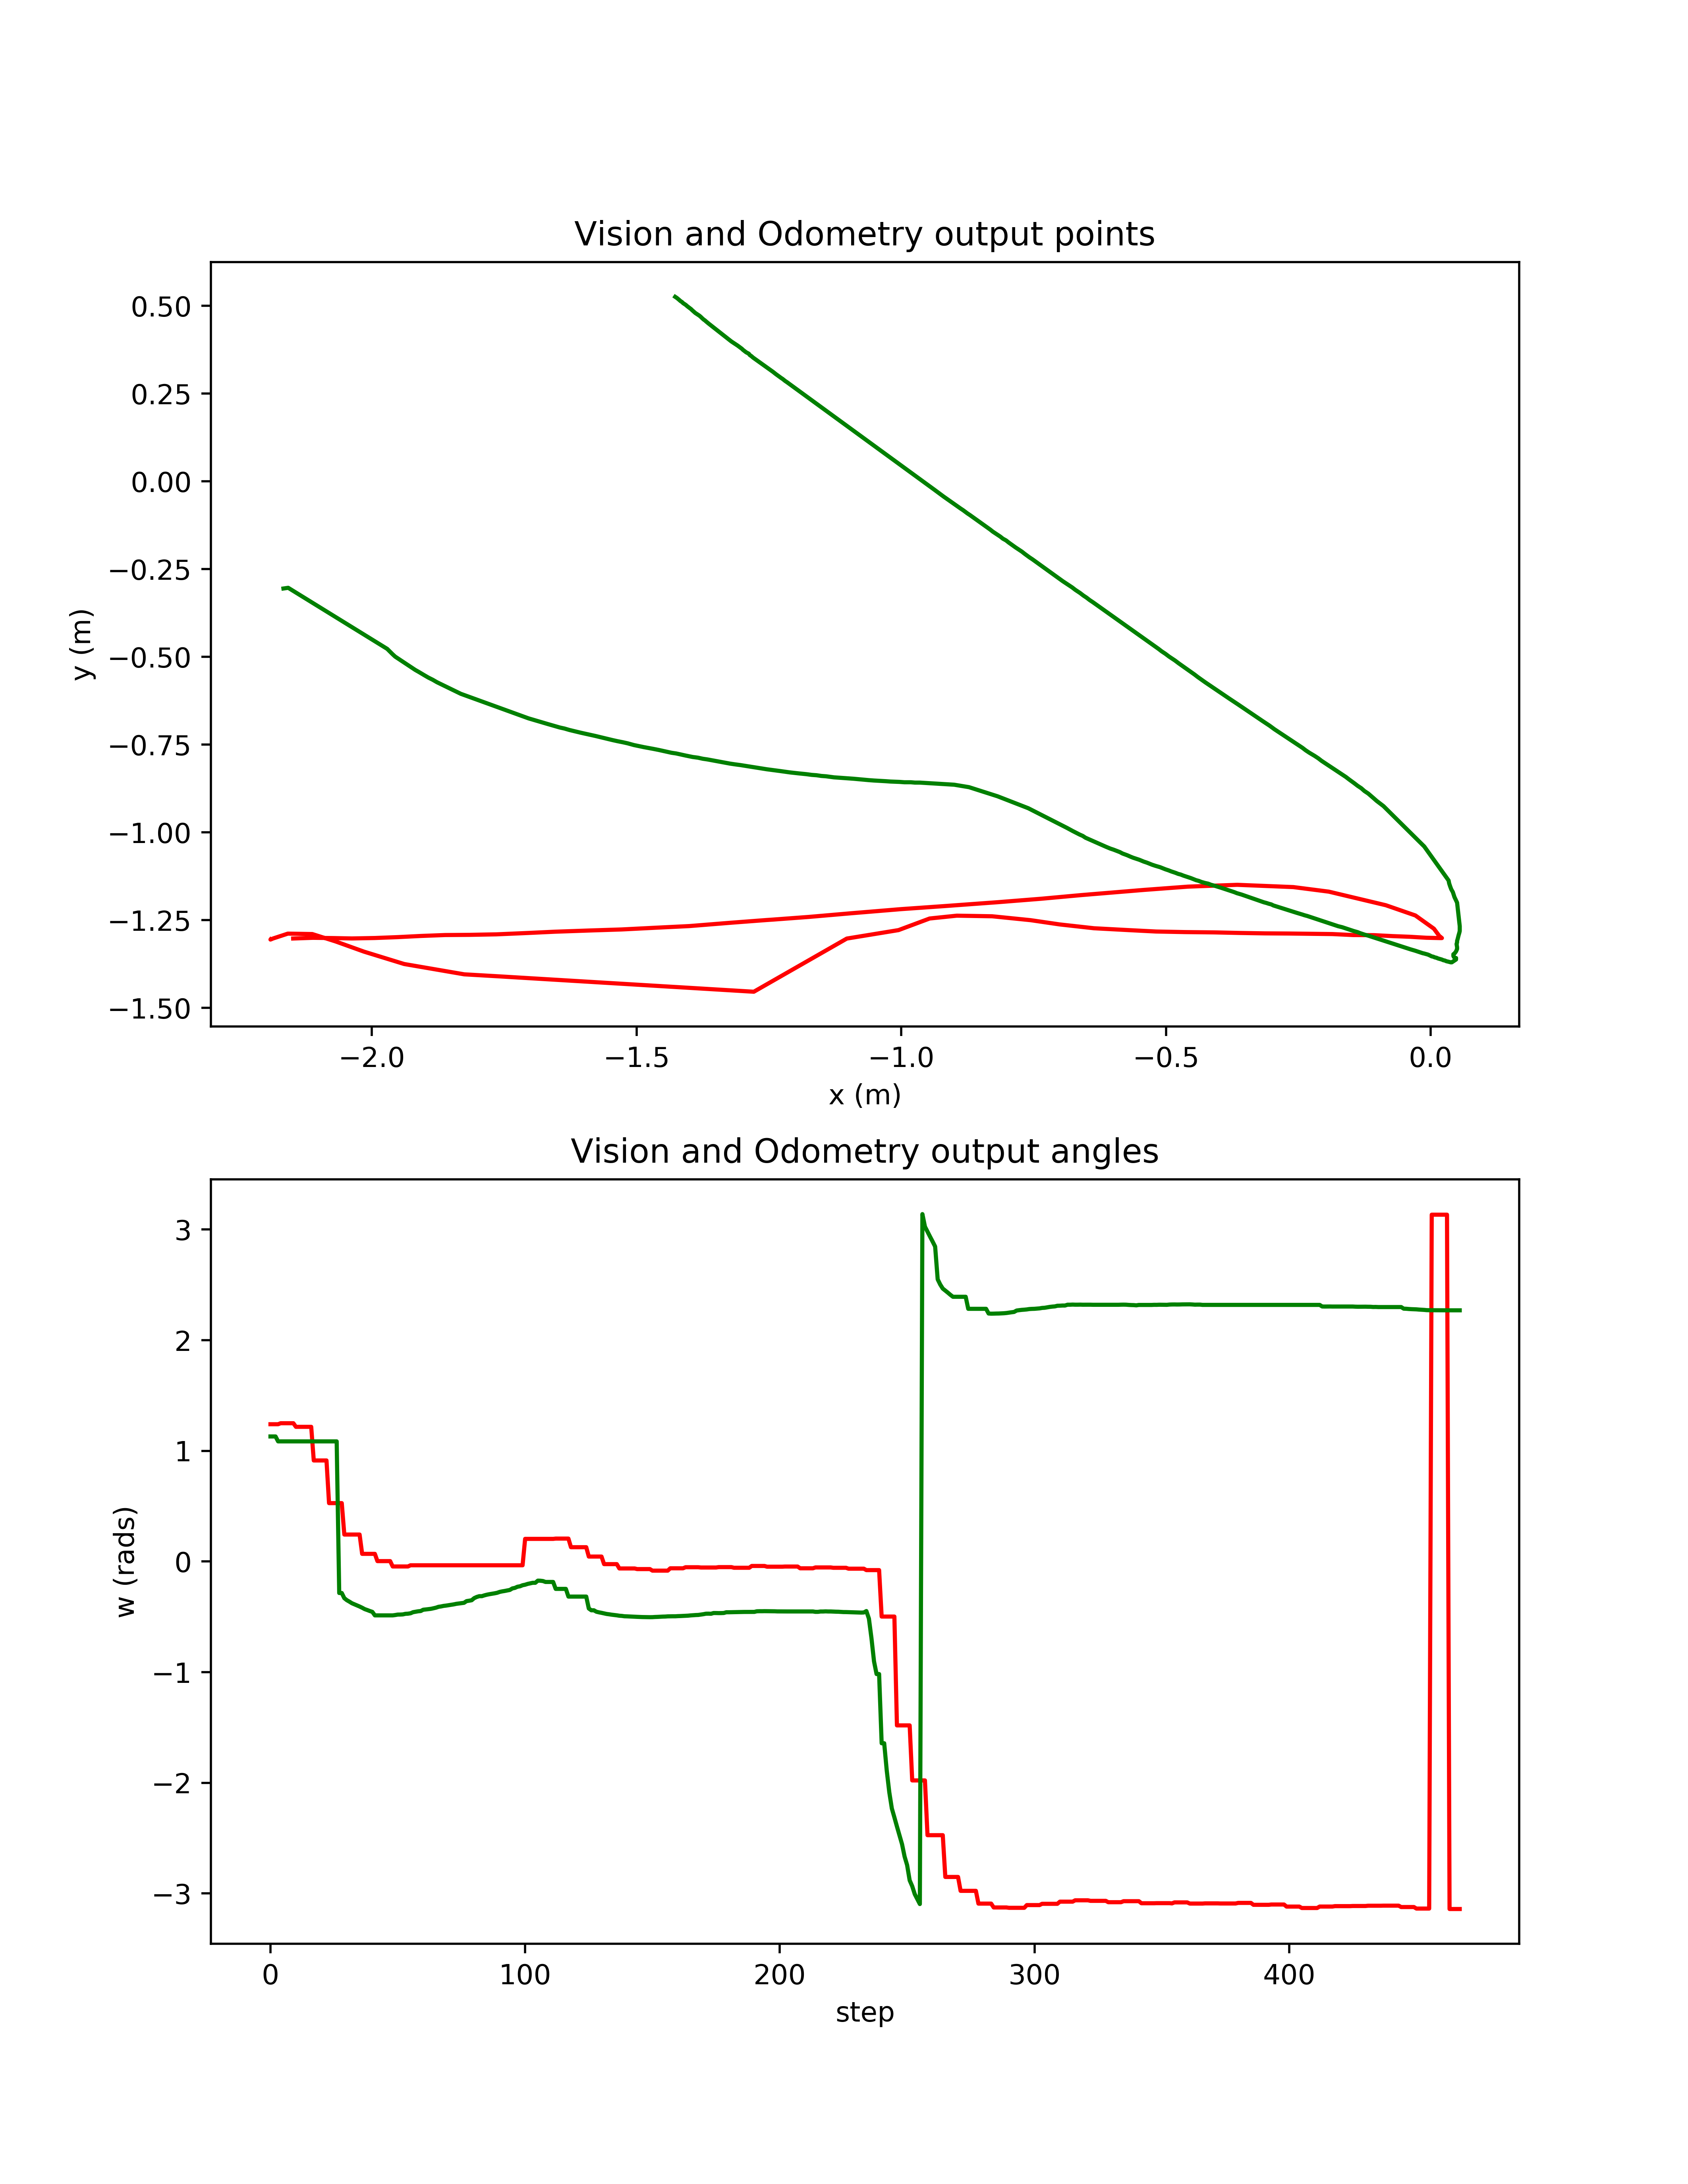 Vision and Odometry output points
0.50
0.25
0.00
−0.25
−0.50
−0.75
−1.00
−1.25
−1.50
y (m)
−2.0 −1.5 −1.0 −0.5 0.0
x (m)
Vision and Odometry output angles
3
2
1
0
−1
−2
−3
w (rads)
0 100 200 300 400
step